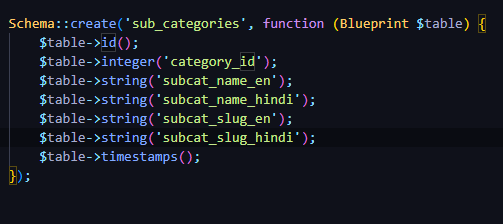 Schema::create('sub_categories', function (Blueprint $table) {
    $table->id();
    $table->integer('category_id');
    $table->string('subcat_name_en');
    $table->string('subcat_name_hindi');
    $table->string('subcat_slug_en');
    $table->string('subcat_slug_hindi');
    $table->timestamps();
});